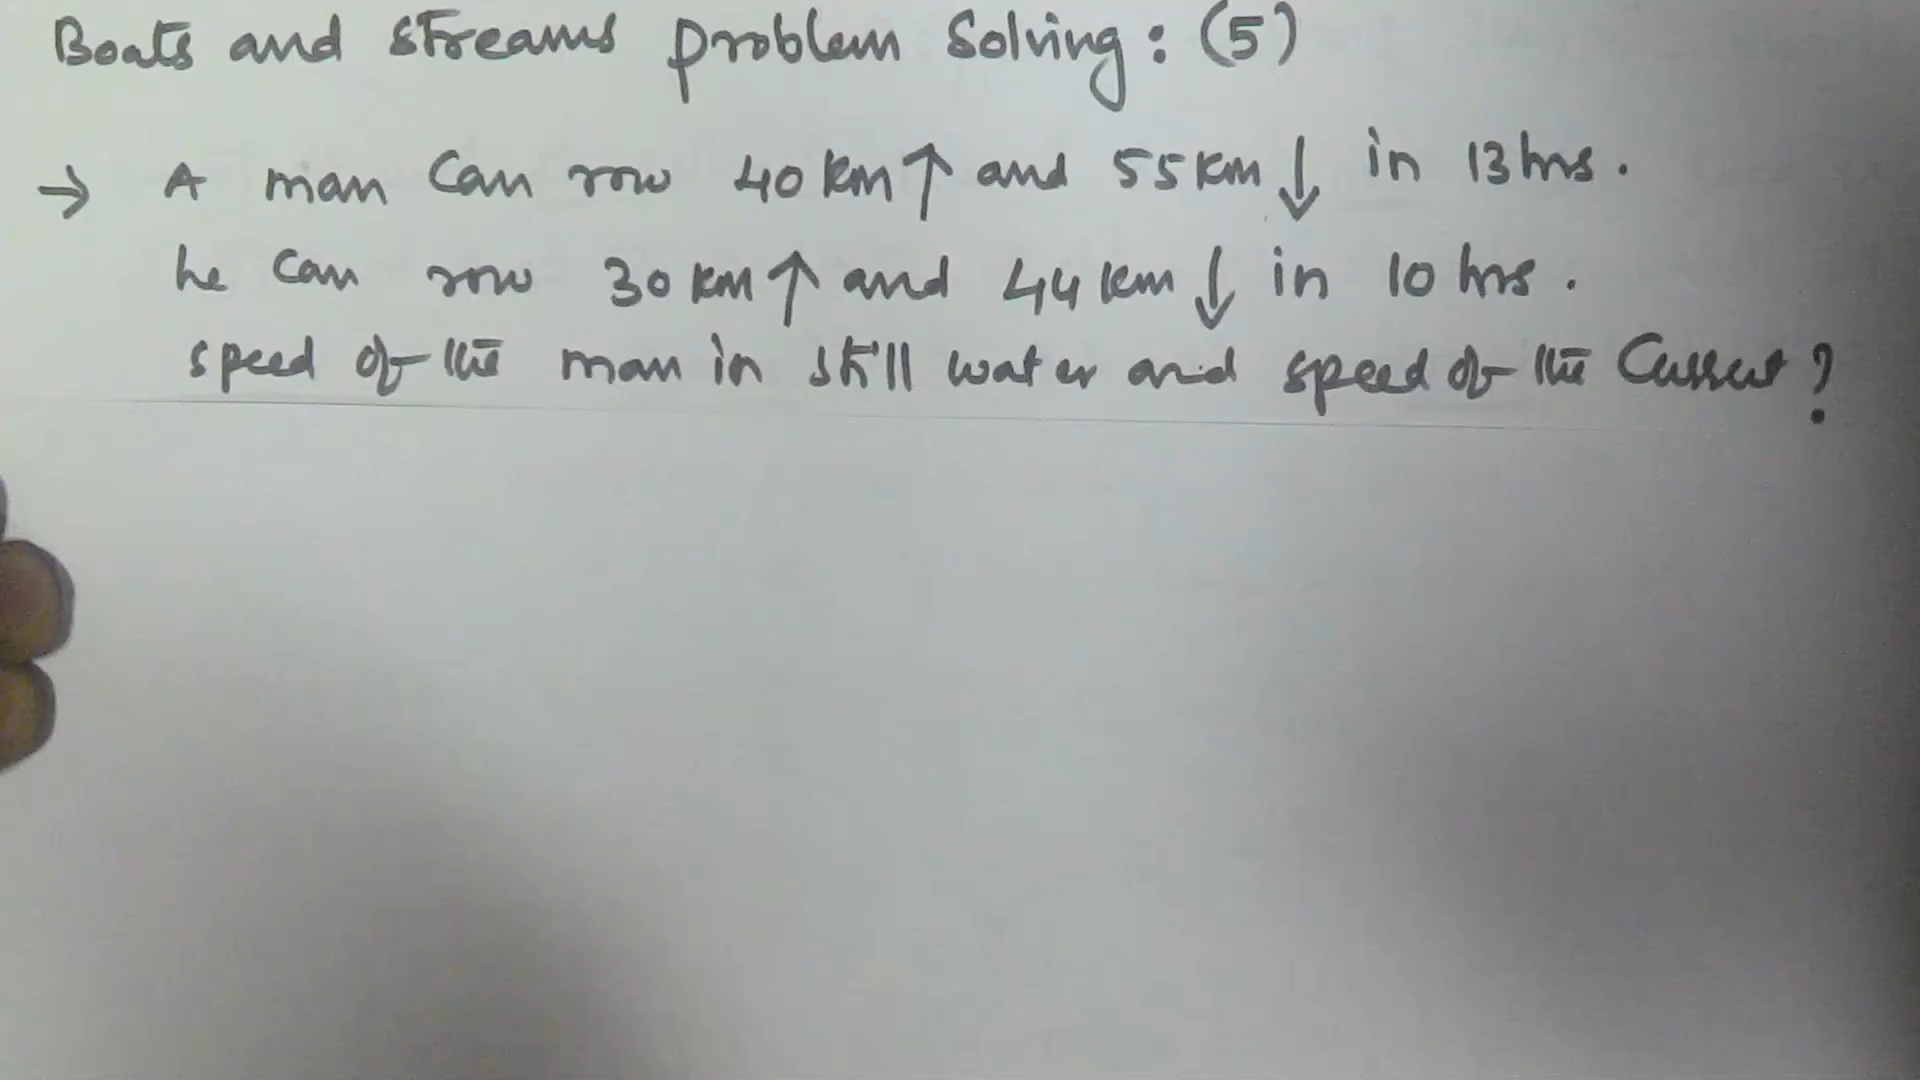 Boats and streams problem solving: (5)
→ A man can row 40 km ↑ and 55 km ↓ in 13 hrs.
he can row 30 km ↑ and 44 km ↓ in 10 hrs.
speed of the man in still water and speed of the Current?